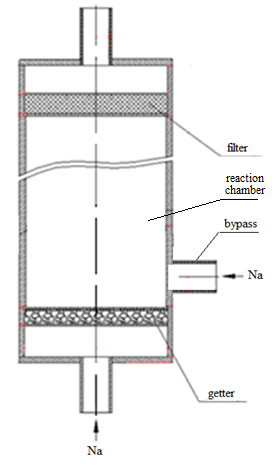 filter
reaction
chamber
bypass
Na
getter
Na